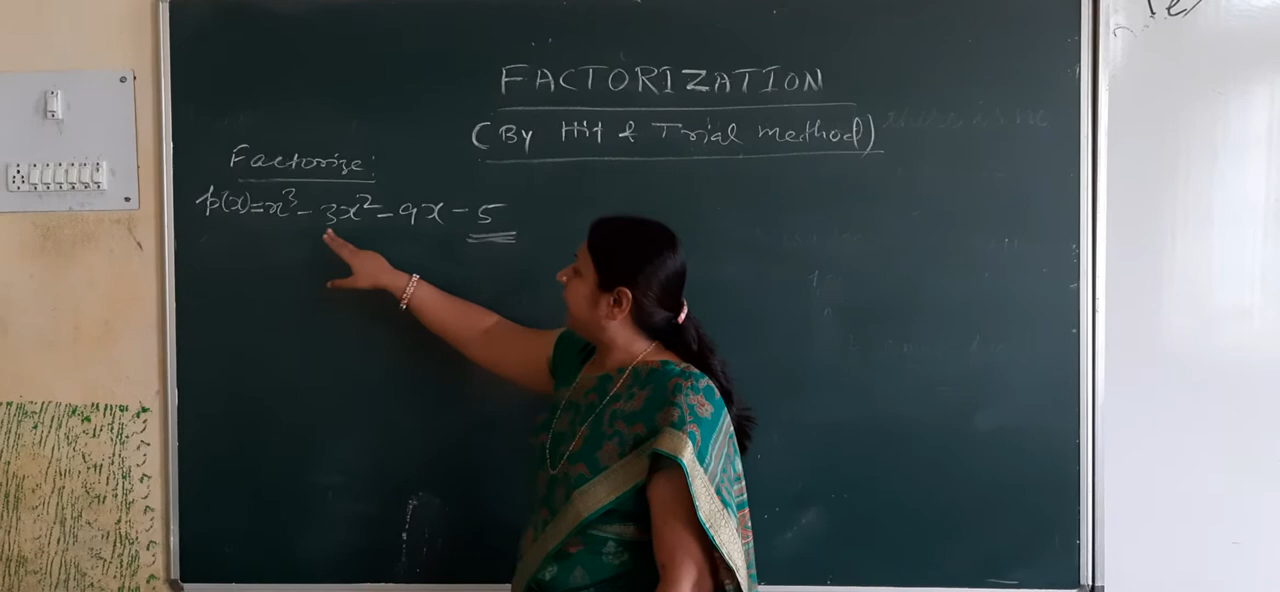 FACTORIZATION
(By Hit & Trial method)
Factorize:
p(x)=x³-3x²-9x-5